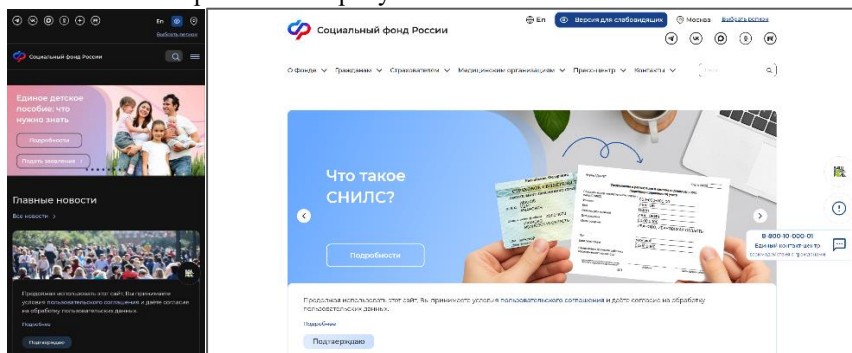 En
Выбрать регион
Социальный фонд России
Единое детское
пособие: что
нужно знать
Подробности
Подать заявление
Главные новости
Все новости
Продолжая использовать этот сайт, Вы принимаете
условия пользовательского соглашения и даёте согласие
на обработку пользовательских данных.
Подробнее
Подтверждаю
En
Версия для слабовидящих
Москва
Выбрать регион
Социальный фонд России
О Фонде
Гражданам
Страхователям
Медицинским организациям
Пресс-центр
Контакты
Что такое
СНИЛС?
Подробности
8-800-10-000-01
Единый контакт-центр
взаимодействия с гражданами
Продолжая использовать этот сайт, Вы принимаете условия пользовательского соглашения и даёте согласие на обработку
пользовательских данных.
Подробнее
Подтверждаю